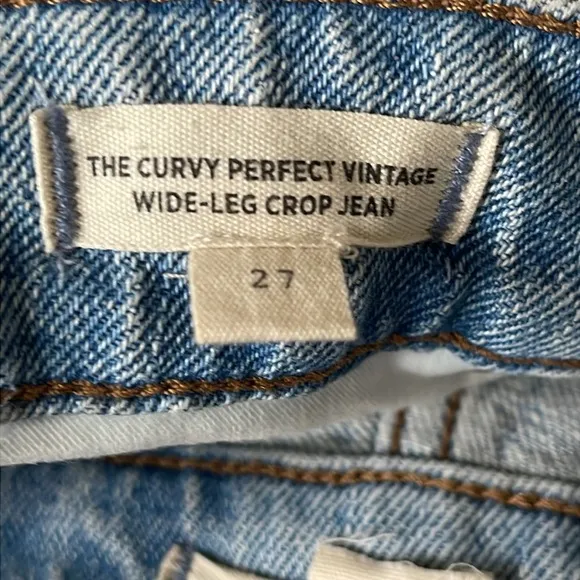 THE CURVY PERFECT VINTAGE
WIDE-LEG CROP JEAN
27